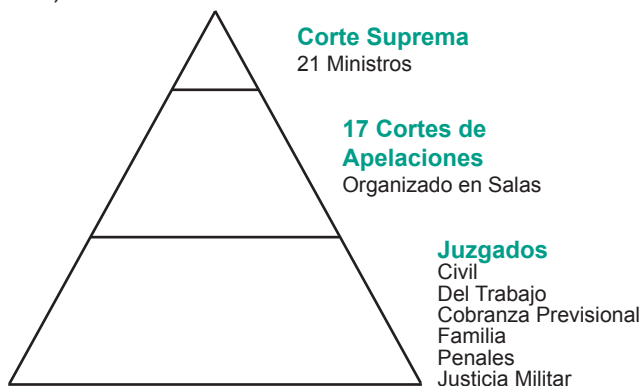 Corte Suprema
21 Ministros
17 Cortes de
Apelaciones
Organizado en Salas
Juzgados
Civil
Del Trabajo
Cobranza Previsional
Familia
Penales
Justicia Militar